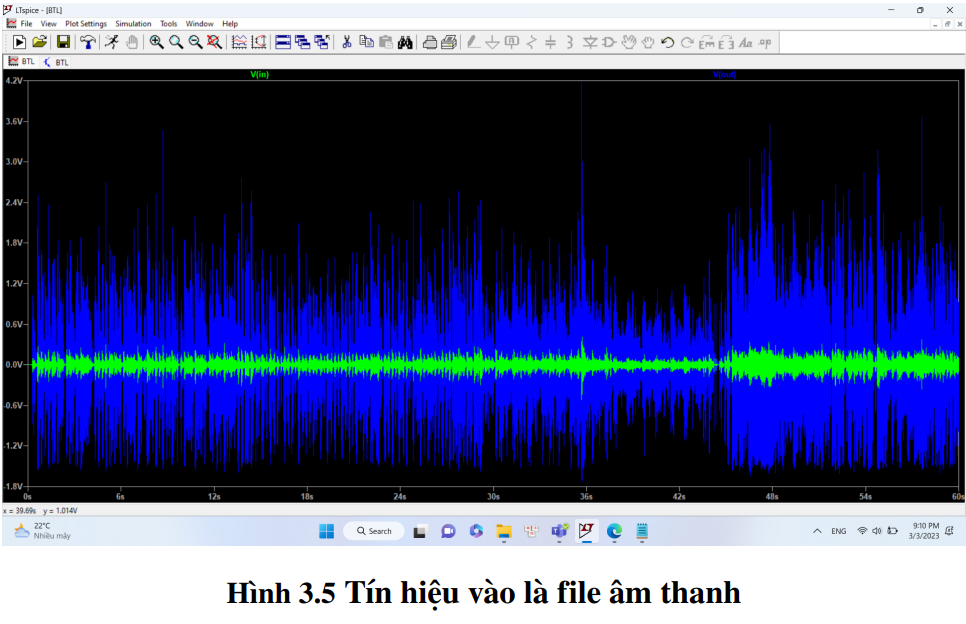 LTspice - [BTL]
File View Plot Settings Simulation Tools Window Help
BTL BTL
V(in)
4.2V
3.6V
3.0V
2.4V
1.8V
1.2V
0.6V
0.0V
-0.6V
-1.2V
-1.8V
0s 6s 12s 18s 24s 30s 36s 42s 48s 54s 60s
x = 39.69s y = 1.014V
22°C
Nhiều mây
Search
ENG
9:10 PM
3/3/2023
Hình 3.5 Tín hiệu vào là file âm thanh